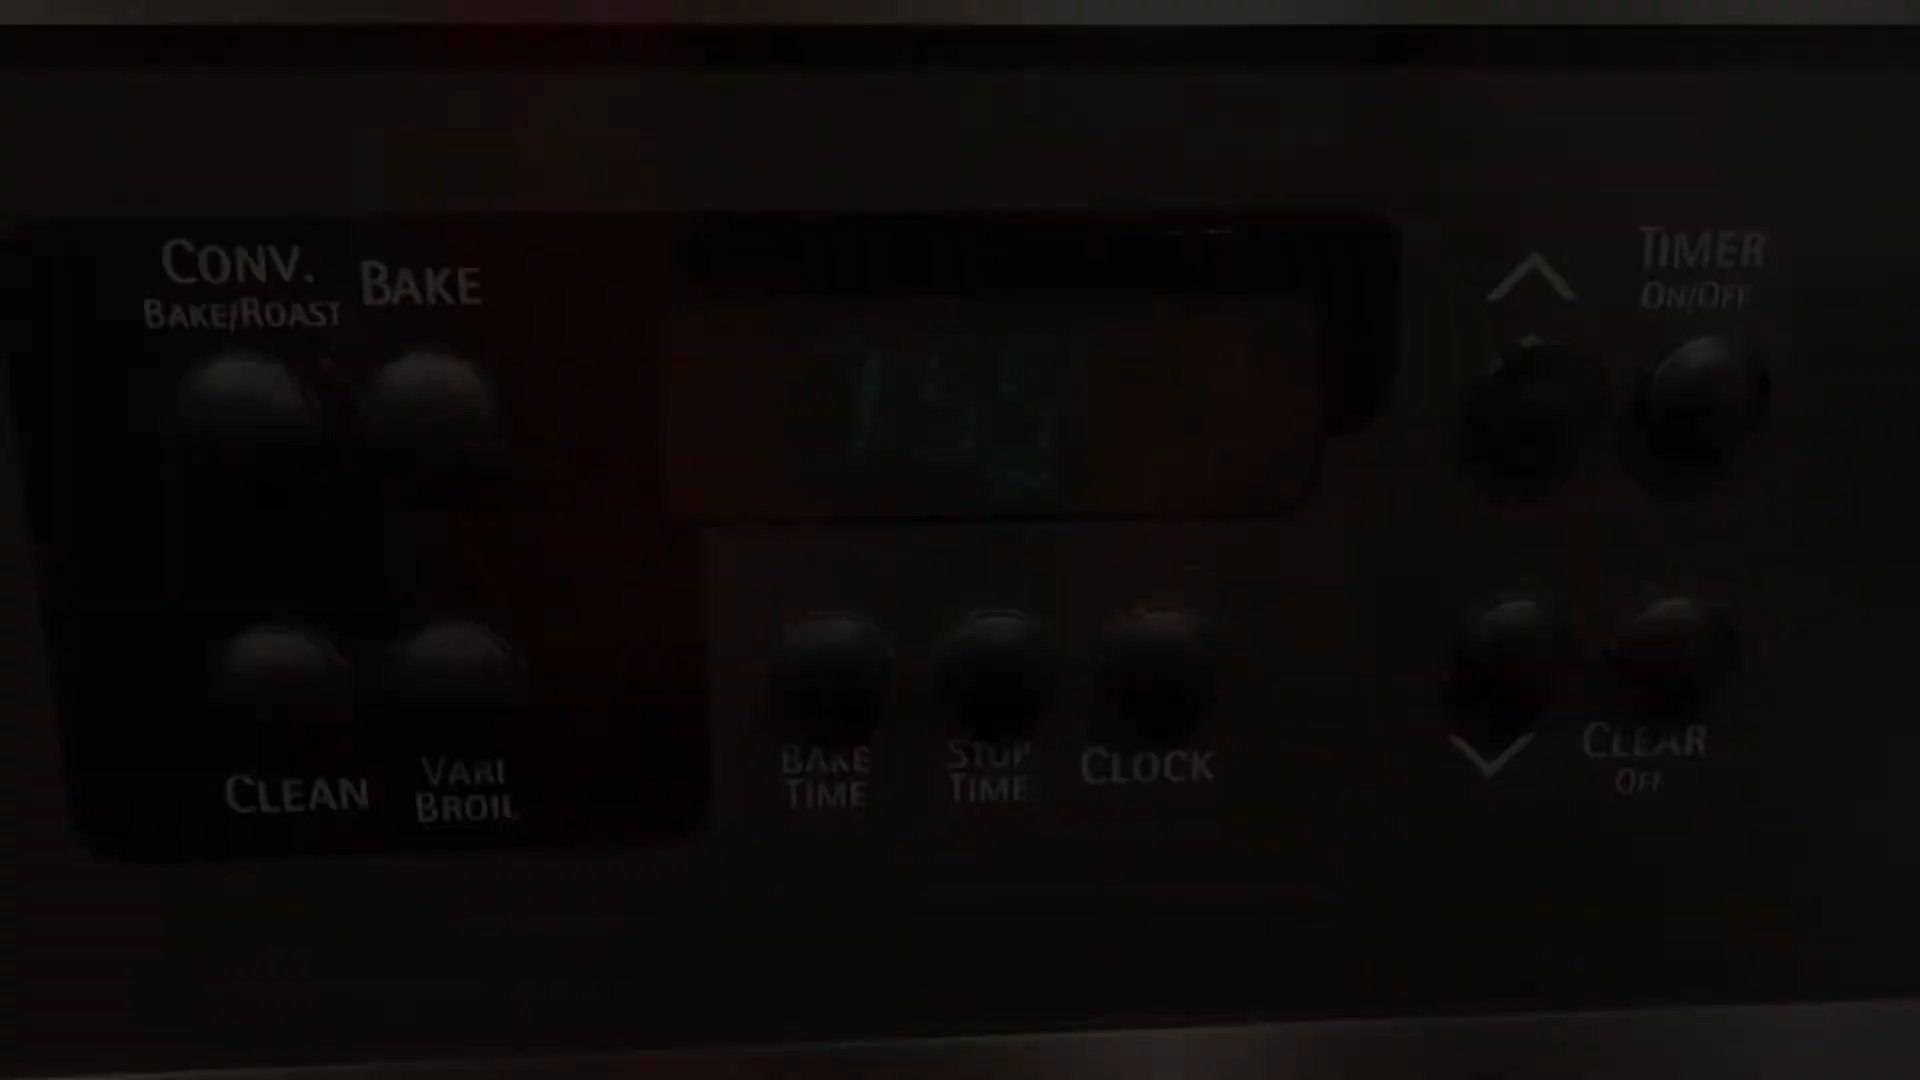 CONV.
BAKE/ROAST
BAKE
TIMER
ON/OFF
CLEAN
VARI
BROIL
BAKE
TIME
STOP
TIME
CLOCK
CLEAR
OFF